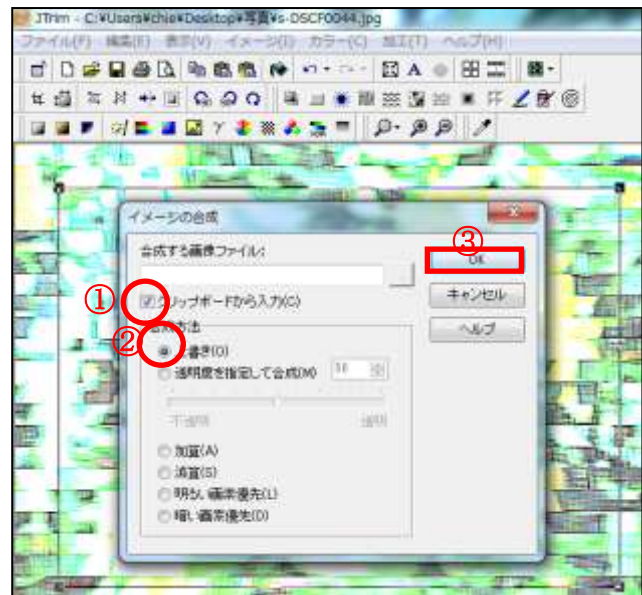 JTrim - C:¥Users¥chie¥Desktop¥写真¥s-DSCF0044.jpg
ファイル(F) 編集(E) 表示(V) イメージ(I) カラー(C) 加工(T) ヘルプ(H)
イメージの合成
合成する画像ファイル:
③
OK
① クリップボードから入力(C)
キャンセル
合成方法
ヘルプ
② 上書き(O)
透明度を指定して合成(M)
不透明 透明
加算(A)
減算(S)
明るい画素優先(L)
暗い画素優先(D)